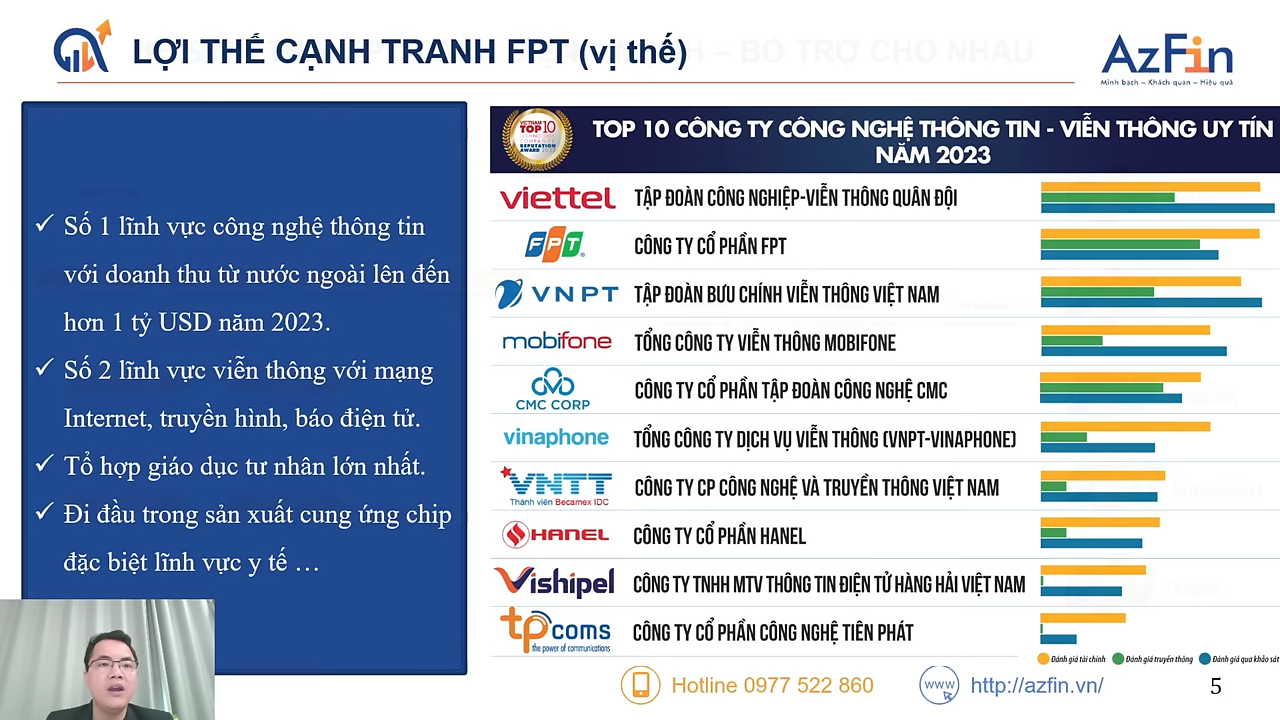 LỢI THẾ CẠNH TRANH FPT (vị thế)
AzFin
Minh bạch – Khách quan – Hiệu quả
Số 1 lĩnh vực công nghệ thông tin
với doanh thu từ nước ngoài lên đến
hơn 1 tỷ USD năm 2023.
Số 2 lĩnh vực viễn thông với mạng
Internet, truyền hình, báo điện tử.
Tổ hợp giáo dục tư nhân lớn nhất.
Đi đầu trong sản xuất cung ứng chip
đặc biệt lĩnh vực y tế …
TOP 10
TOP 10 CÔNG TY CÔNG NGHỆ THÔNG TIN - VIỄN THÔNG UY TÍN
NĂM 2023
viettel TẬP ĐOÀN CÔNG NGHIỆP-VIỄN THÔNG QUÂN ĐỘI
FPT CÔNG TY CỔ PHẦN FPT
VNPT TẬP ĐOÀN BƯU CHÍNH VIỄN THÔNG VIỆT NAM
mobifone TỔNG CÔNG TY VIỄN THÔNG MOBIFONE
CMC CORP CÔNG TY CỔ PHẦN TẬP ĐOÀN CÔNG NGHỆ CMC
vinaphone TỔNG CÔNG TY DỊCH VỤ VIỄN THÔNG (VNPT-VINAPHONE)
VNTT CÔNG TY CP CÔNG NGHỆ VÀ TRUYỀN THÔNG VIỆT NAM
Thành viên Becamex IDC
HANEL CÔNG TY CỔ PHẦN HANEL
Vishipel CÔNG TY TNHH MTV THÔNG TIN ĐIỆN TỬ HÀNG HẢI VIỆT NAM
tpcoms CÔNG TY CỔ PHẦN CÔNG NGHỆ TIÊN PHÁT
the power of communications
Đánh giá tài chính Đánh giá truyền thông Đánh giá qua khảo sát
Hotline 0977 522 860
www http://azfin.vn/
5